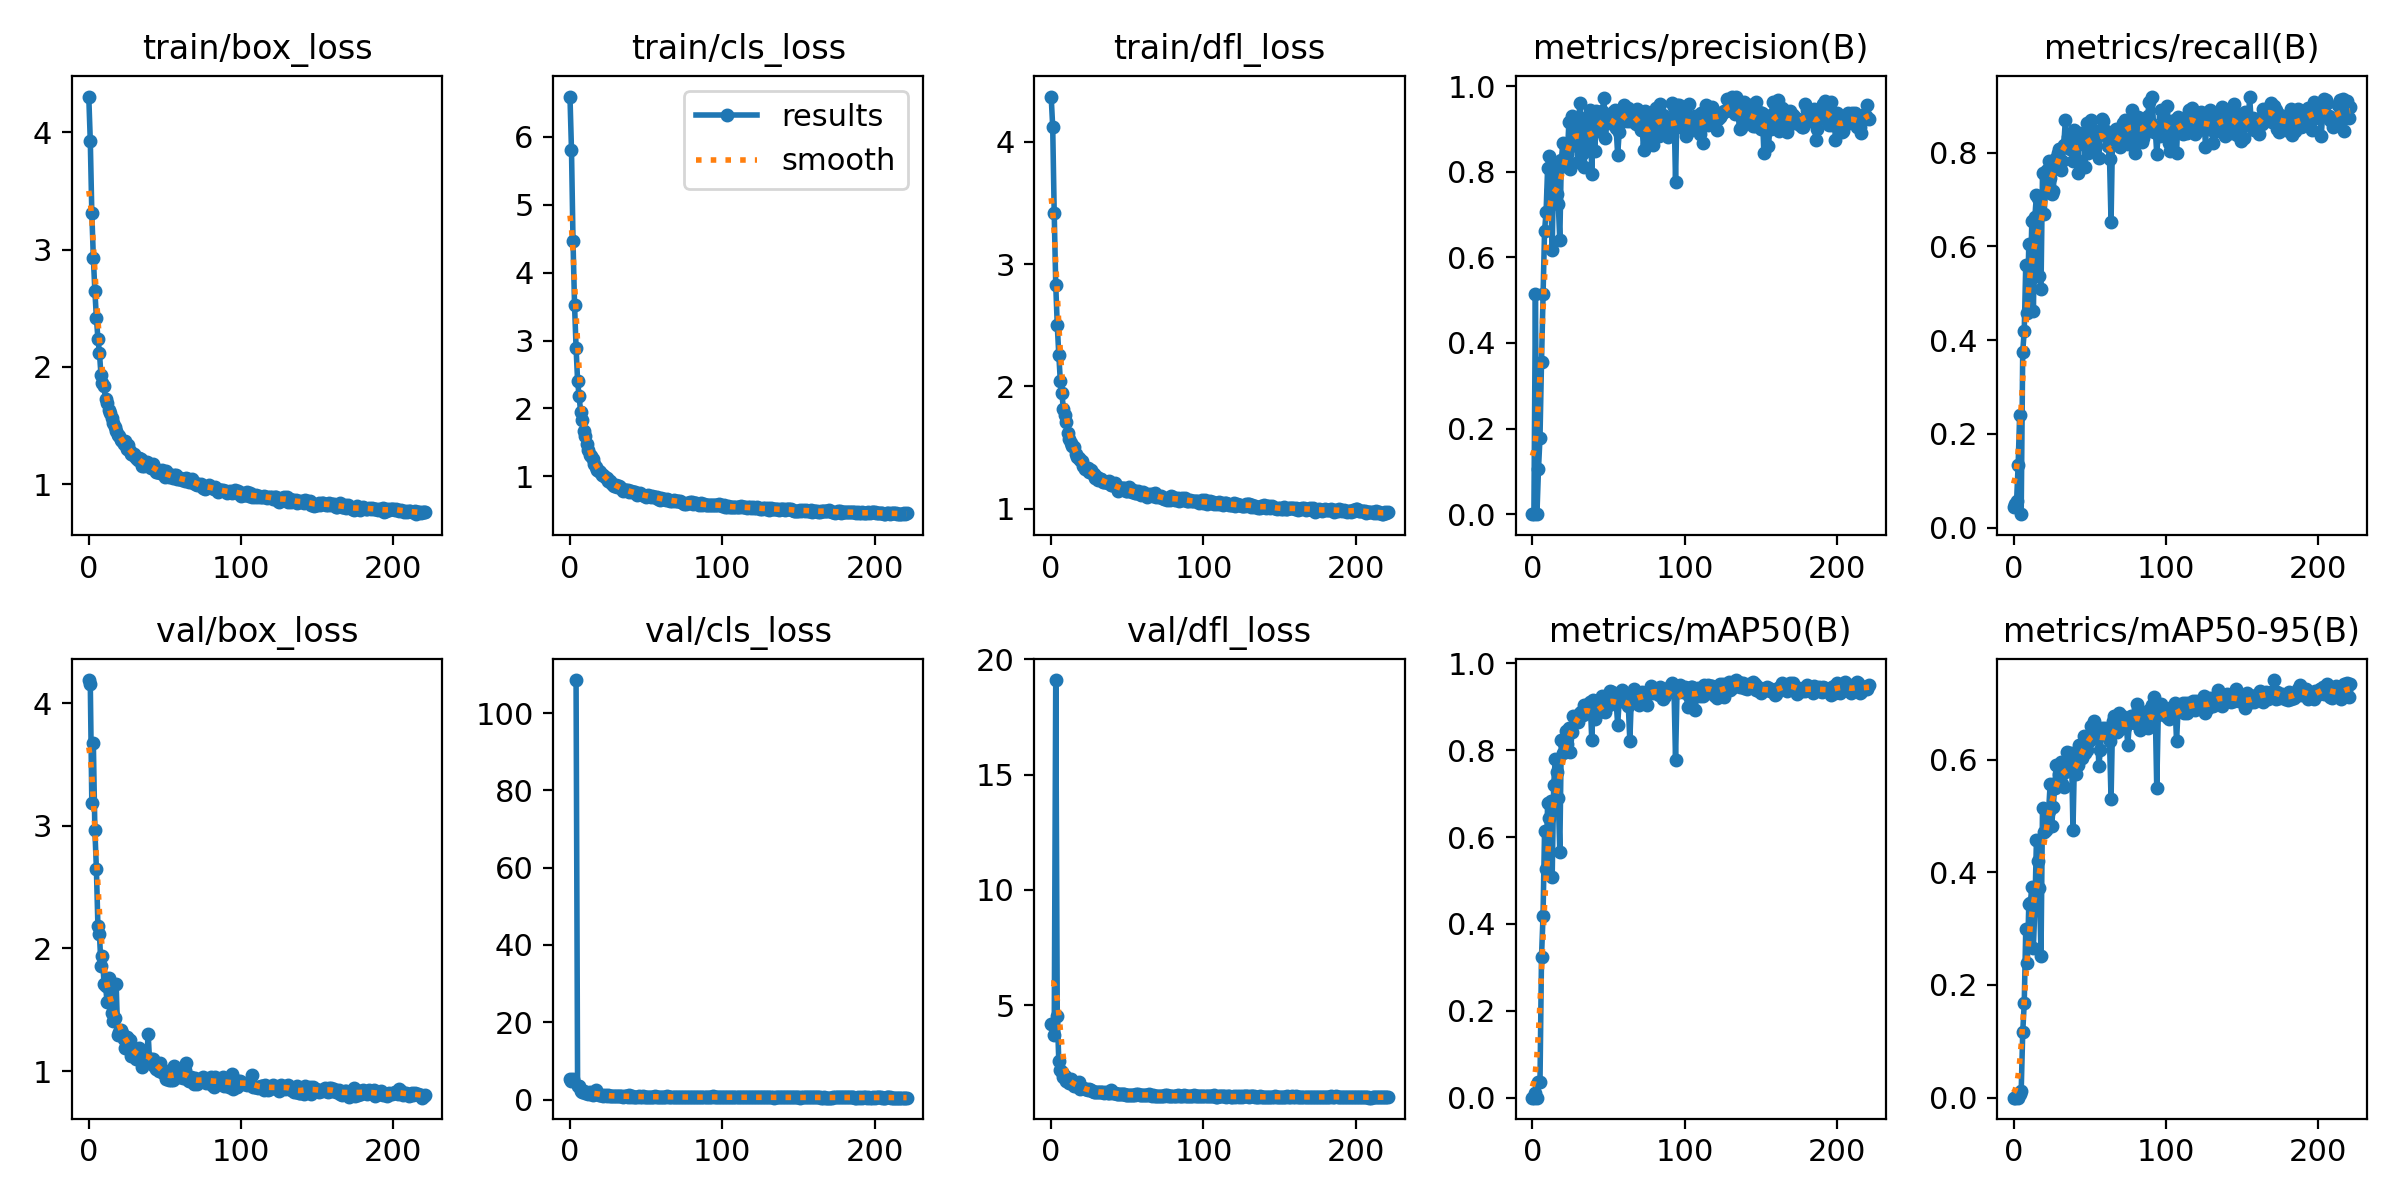 train/box_loss
4
3
2
1
0 100 200
train/cls_loss
results
smooth
6
5
4
3
2
1
0 100 200
train/dfl_loss
4
3
2
1
0 100 200
metrics/precision(B)
1.0
0.8
0.6
0.4
0.2
0.0
0 100 200
metrics/recall(B)
0.8
0.6
0.4
0.2
0.0
0 100 200
val/box_loss
4
3
2
1
0 100 200
val/cls_loss
100
80
60
40
20
0
0 100 200
val/dfl_loss
20
15
10
5
0 100 200
metrics/mAP50(B)
1.0
0.8
0.6
0.4
0.2
0.0
0 100 200
metrics/mAP50-95(B)
0.6
0.4
0.2
0.0
0 100 200